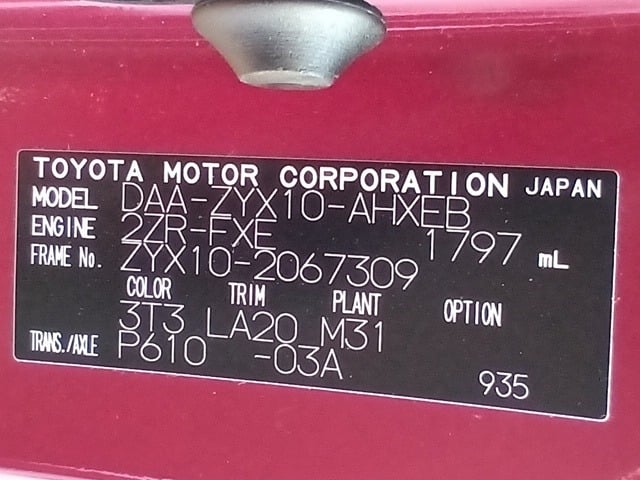 TOYOTA MOTOR CORPORATION JAPAN
MODEL DAA-ZYX10-AHXEB
ENGINE 2ZR-FXE 1797 mL
FRAME No. ZYX10-2067309
COLOR TRIM PLANT OPTION
3T3 LA20 M31
TRANS./AXLE P610 -03A
935